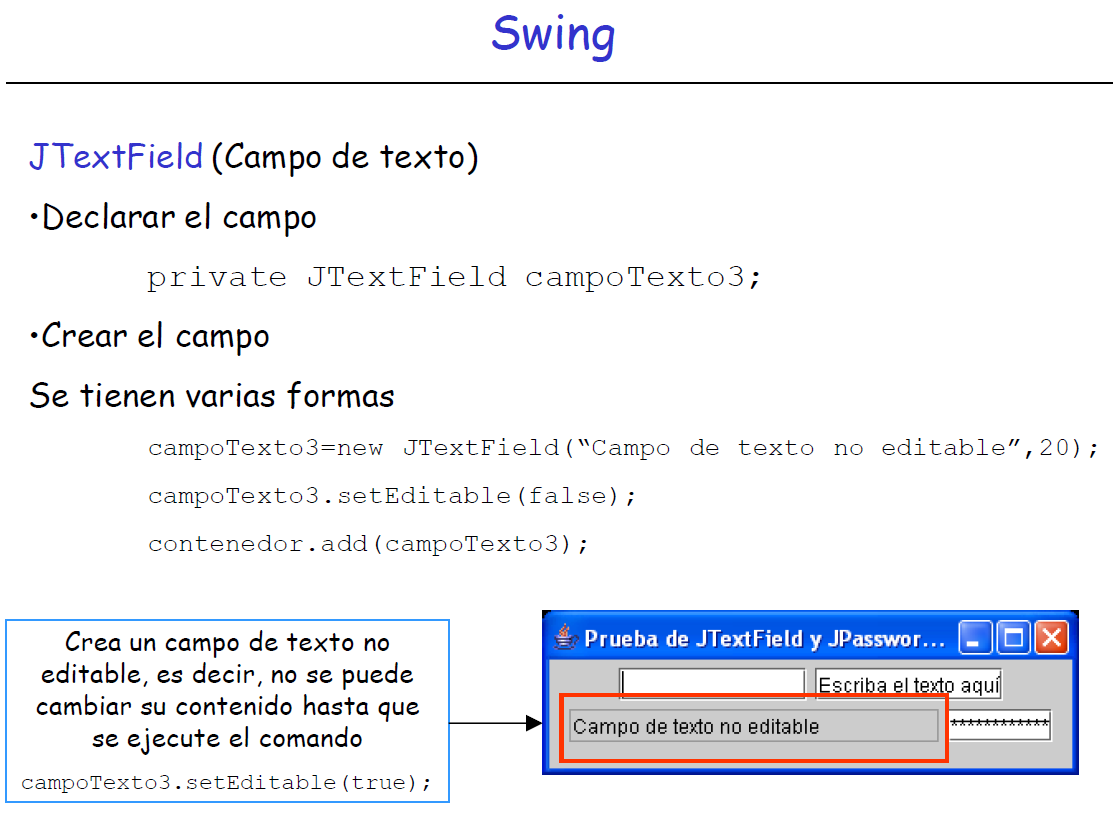 Swing
JTextField (Campo de texto)
•Declarar el campo
private JTextField campoTexto3;
•Crear el campo
Se tienen varias formas
campoTexto3=new JTextField(“Campo de texto no editable”,20);
campoTexto3.setEditable(false);
contenedor.add(campoTexto3);
Crea un campo de texto no
editable, es decir, no se puede
cambiar su contenido hasta que
se ejecute el comando
campoTexto3.setEditable(true);
Prueba de JTextField y JPasswor...
Escriba el texto aquí
Campo de texto no editable
************